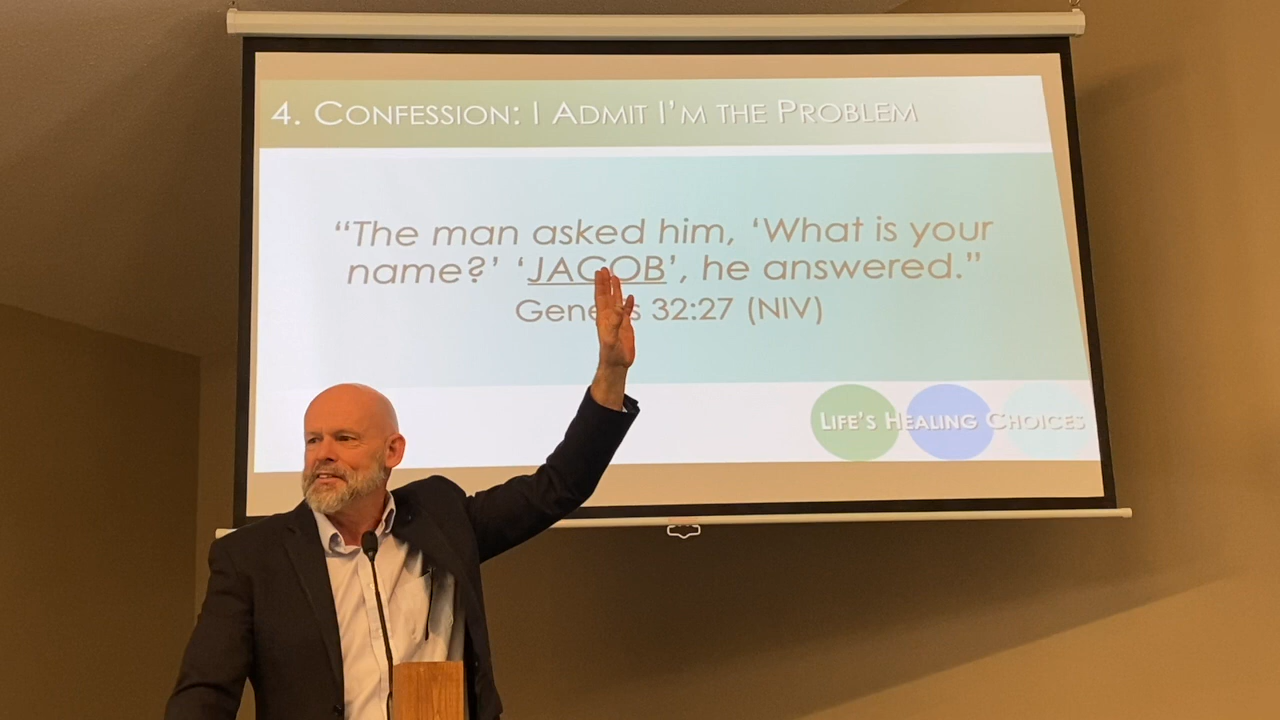 4. Confession: I Admit I'm the Problem
“The man asked him, ‘What is your
name?’ ‘JACOB’, he answered.”
Genesis 32:27 (NIV)
Life's Healing Choices